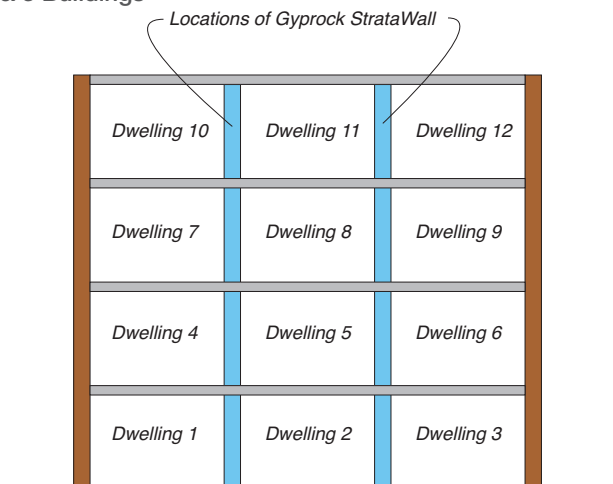 Buildings
Locations of Gyprock StrataWall
Dwelling 10 Dwelling 11 Dwelling 12
Dwelling 7 Dwelling 8 Dwelling 9
Dwelling 4 Dwelling 5 Dwelling 6
Dwelling 1 Dwelling 2 Dwelling 3